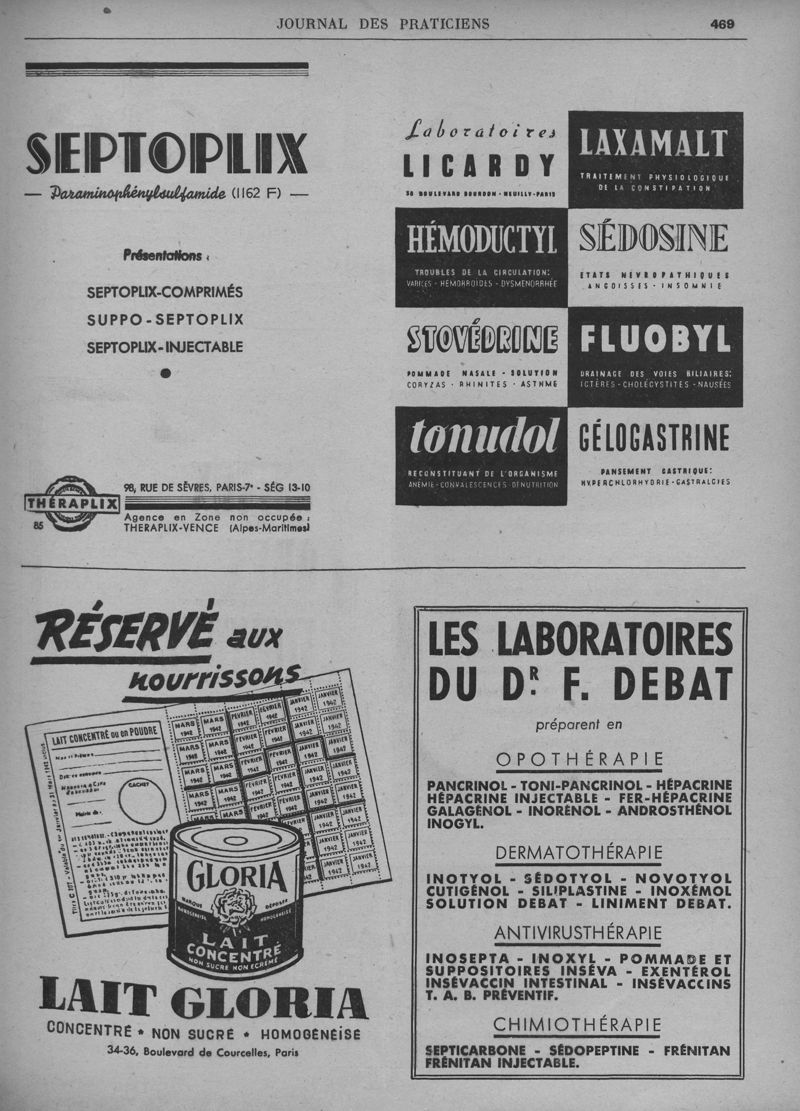 JOURNAL DES PRATICIENS
469
SEPTOPLIX
— Paraminophénylsulfamide (1162 F) —
Présentations :
SEPTOPLIX-COMPRIMÉS
SUPPO-SEPTOPLIX
SEPTOPLIX-INJECTABLE
THÉRAPLIX
85
98, RUE DE SÈVRES, PARIS-7e - SÉG 13-10
Agence en Zone non occupée :
THERAPLIX-VENCE (Alpes-Maritimes)
Laboratoires
LICARDY
38 BOULEVARD BOURDON - NEUILLY-PARIS
LAXAMALT
TRAITEMENT PHYSIOLOGIQUE
DE LA CONSTIPATION
HÉMODUCTYL
TROUBLES DE LA CIRCULATION:
VARICES - HÉMORROÏDES - DYSMENORRHÉE
SÉDOSINE
ÉTATS NÉVROPATHIQUES
ANGOISSES - INSOMNIE
STOVÉDRINE
POMMADE NASALE - SOLUTION
CORYZAS - RHINITES - ASTHME
FLUOBYL
DRAINAGE DES VOIES BILIAIRES:
ICTÈRES - CHOLÉCYSTITES - NAUSÉES
tonudol
RECONSTITUANT DE L'ORGANISME
ANÉMIE - CONVALESCENCES - DÉNUTRITION
GÉLOGASTRINE
PANSEMENT GASTRIQUE:
HYPERCHLORHYDRIE - GASTRALGIES
RÉSERVÉ aux
nourrissons
LAIT CONCENTRÉ ou en POUDRE
CACHET
MARS 1942
FÉVRIER 1942
JANVIER 1942
GLORIA
MARQUE DÉPOSÉE
HOMOGENEISE HOMOGENEISE
LAIT
CONCENTRÉ
NON SUCRE NON ECREME
LAIT GLORIA
CONCENTRÉ * NON SUCRÉ * HOMOGÉNÉISÉ
34-36, Boulevard de Courcelles, Paris
LES LABORATOIRES
DU DR. F. DEBAT
préparent en
OPOTHÉRAPIE
PANCRINOL - TONI-PANCRINOL - HÉPACRINE
HÉPACRINE INJECTABLE - FER-HÉPACRINE
GALAGÉNOL - INORÉNOL - ANDROSTHÉNOL
INOGYL.
DERMATOTHÉRAPIE
INOTYOL - SÉDOTYOL - NOVOTYOL
CUTIGÉNOL - SILIPLASTINE - INOXÉMOL
SOLUTION DEBAT - LINIMENT DEBAT.
ANTIVIRUSTHÉRAPIE
INOSEPTA - INOXYL - POMMADE ET
SUPPOSITOIRES INSÉVA - EXENTÉROL
INSÉVACCIN INTESTINAL - INSÉVACCINS
T. A. B. PRÉVENTIF.
CHIMIOTHÉRAPIE
SEPTICARBONE - SÉDOPEPTINE - FRÉNITAN
FRÉNITAN INJECTABLE.